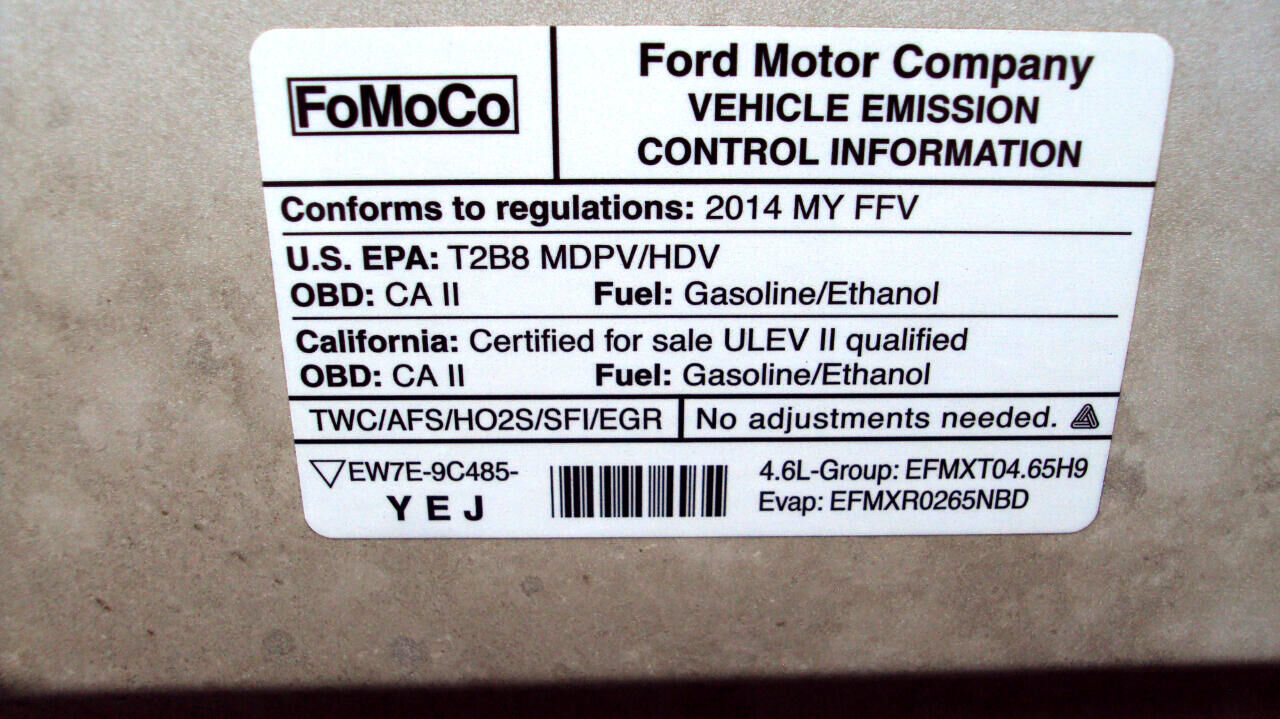 FoMoCo
Ford Motor Company
VEHICLE EMISSION
CONTROL INFORMATION
Conforms to regulations: 2014 MY FFV
U.S. EPA: T2B8 MDPV/HDV
OBD: CA II Fuel: Gasoline/Ethanol
California: Certified for sale ULEV II qualified
OBD: CA II Fuel: Gasoline/Ethanol
TWC/AFS/HO2S/SFI/EGR No adjustments needed.
EW7E-9C485-
Y E J
4.6L-Group: EFMXT04.65H9
Evap: EFMXR0265NBD